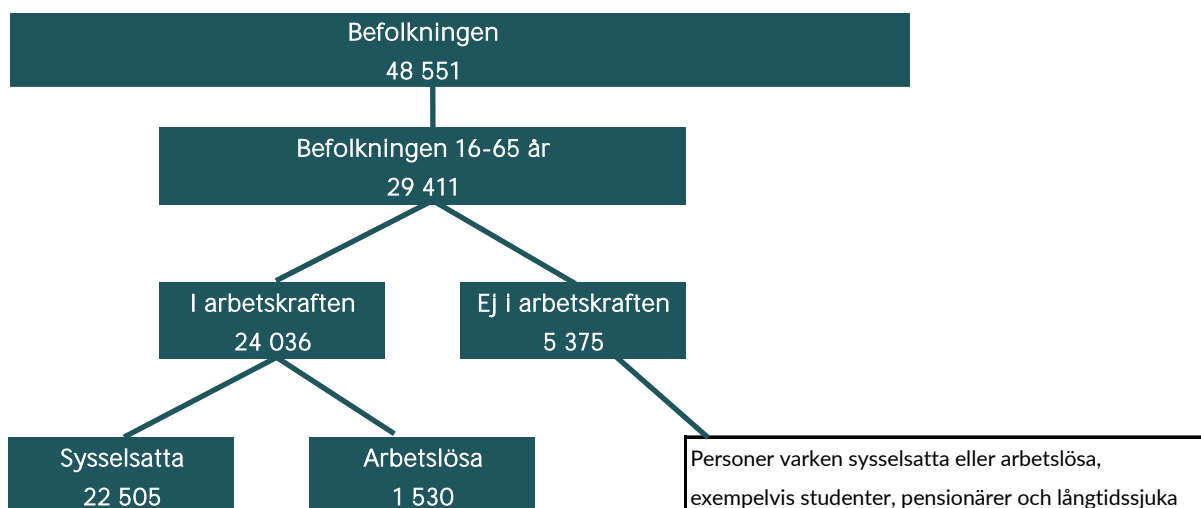 Befolkningen
48 551
Befolkningen 16-65 år
29 411
I arbetskraften
24 036
Ej i arbetskraften
5 375
Sysselsatta
22 505
Arbetslösa
1 530
Personer varken sysselsatta eller arbetslösa,
exempelvis studenter, pensionärer och långtidssjuka